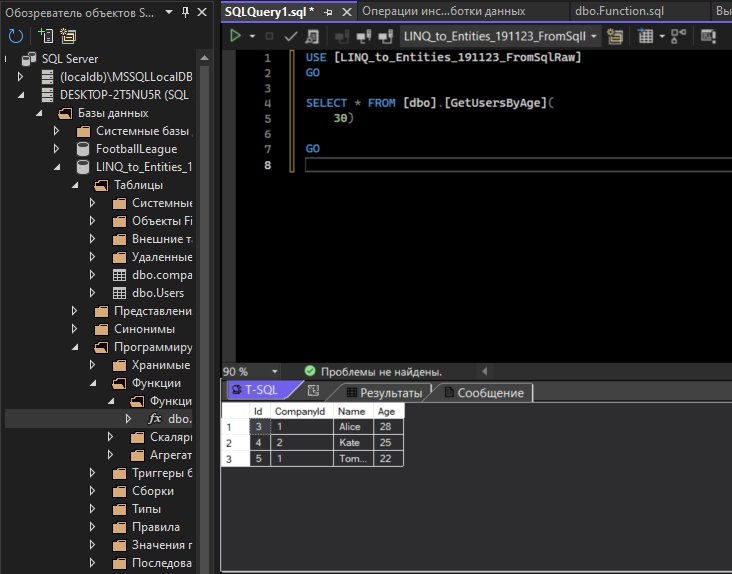 Обозреватель объектов S...
SQL Server
(localdb)\MSSQLLocalDB
DESKTOP-2T5NU5R (SQL
Базы данных
Системные базы
FootballLeague
LINQ_to_Entities_1
Таблицы
Системные
Объекты Fi
Внешние та
Удаленные
dbo.compa
dbo.Users
Представлени
Синонимы
Программиру
Хранимые
Функции
Функци
fx dbo.
Скаляр
Агрегат
Триггеры б
Сборки
Типы
Правила
Значения п
Последова
SQLQuery1.sql*
Операции инс...ботки данных
dbo.Function.sql
Вы
LINQ_to_Entities_191123_FromSqlI
1 USE [LINQ_to_Entities_191123_FromSqlRaw]
2 GO
3
4 SELECT * FROM [dbo].[GetUsersByAge](
5 30)
6
7 GO
8
90 %
Проблемы не найдены.
T-SQL
Результаты
Сообщение
Id CompanyId Name Age
1 3 1 Alice 28
2 4 2 Kate 25
3 5 1 Tom... 22